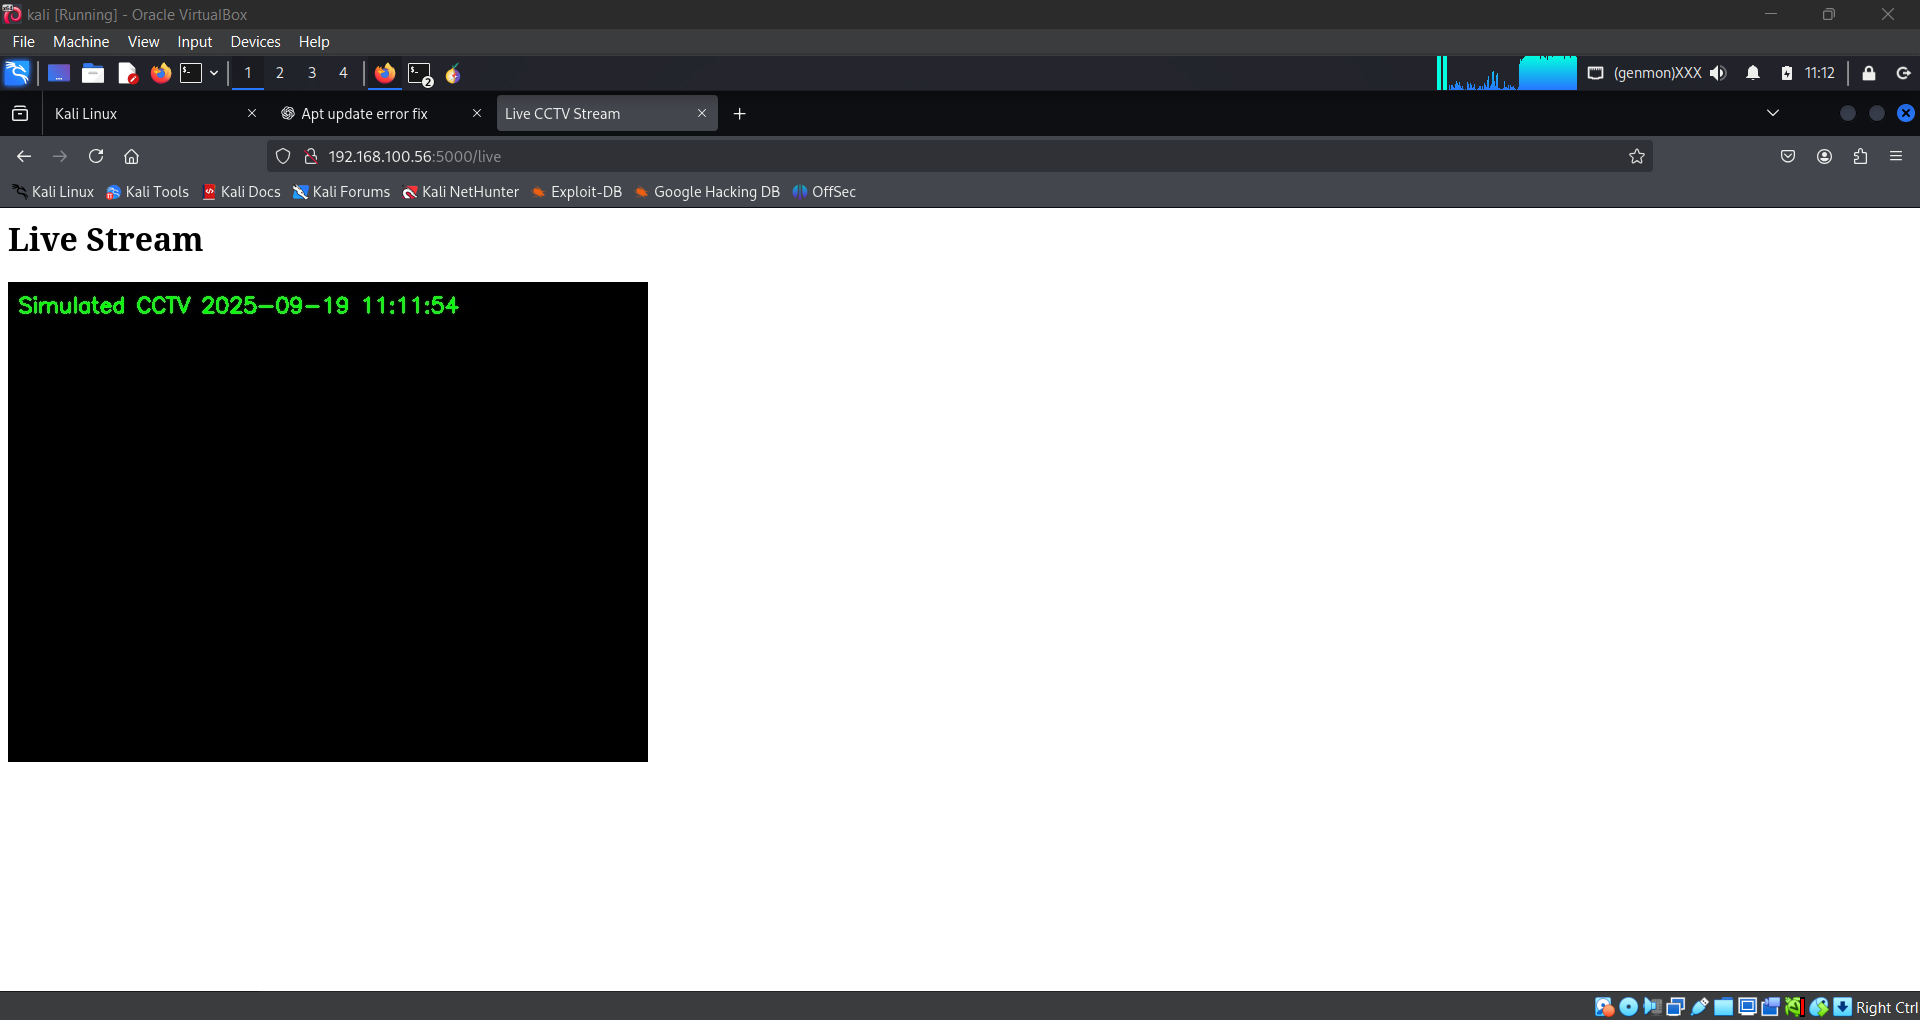 kali [Running] - Oracle VirtualBox
File Machine View Input Devices Help
1 2 3 4 2 (genmon)XXX 11:12
Kali Linux Apt update error fix Live CCTV Stream
192.168.100.56:5000/live
Kali Linux Kali Tools Kali Docs Kali Forums Kali NetHunter Exploit-DB Google Hacking DB OffSec
Live Stream
Simulated CCTV 2025-09-19 11:11:54
Right Ctrl